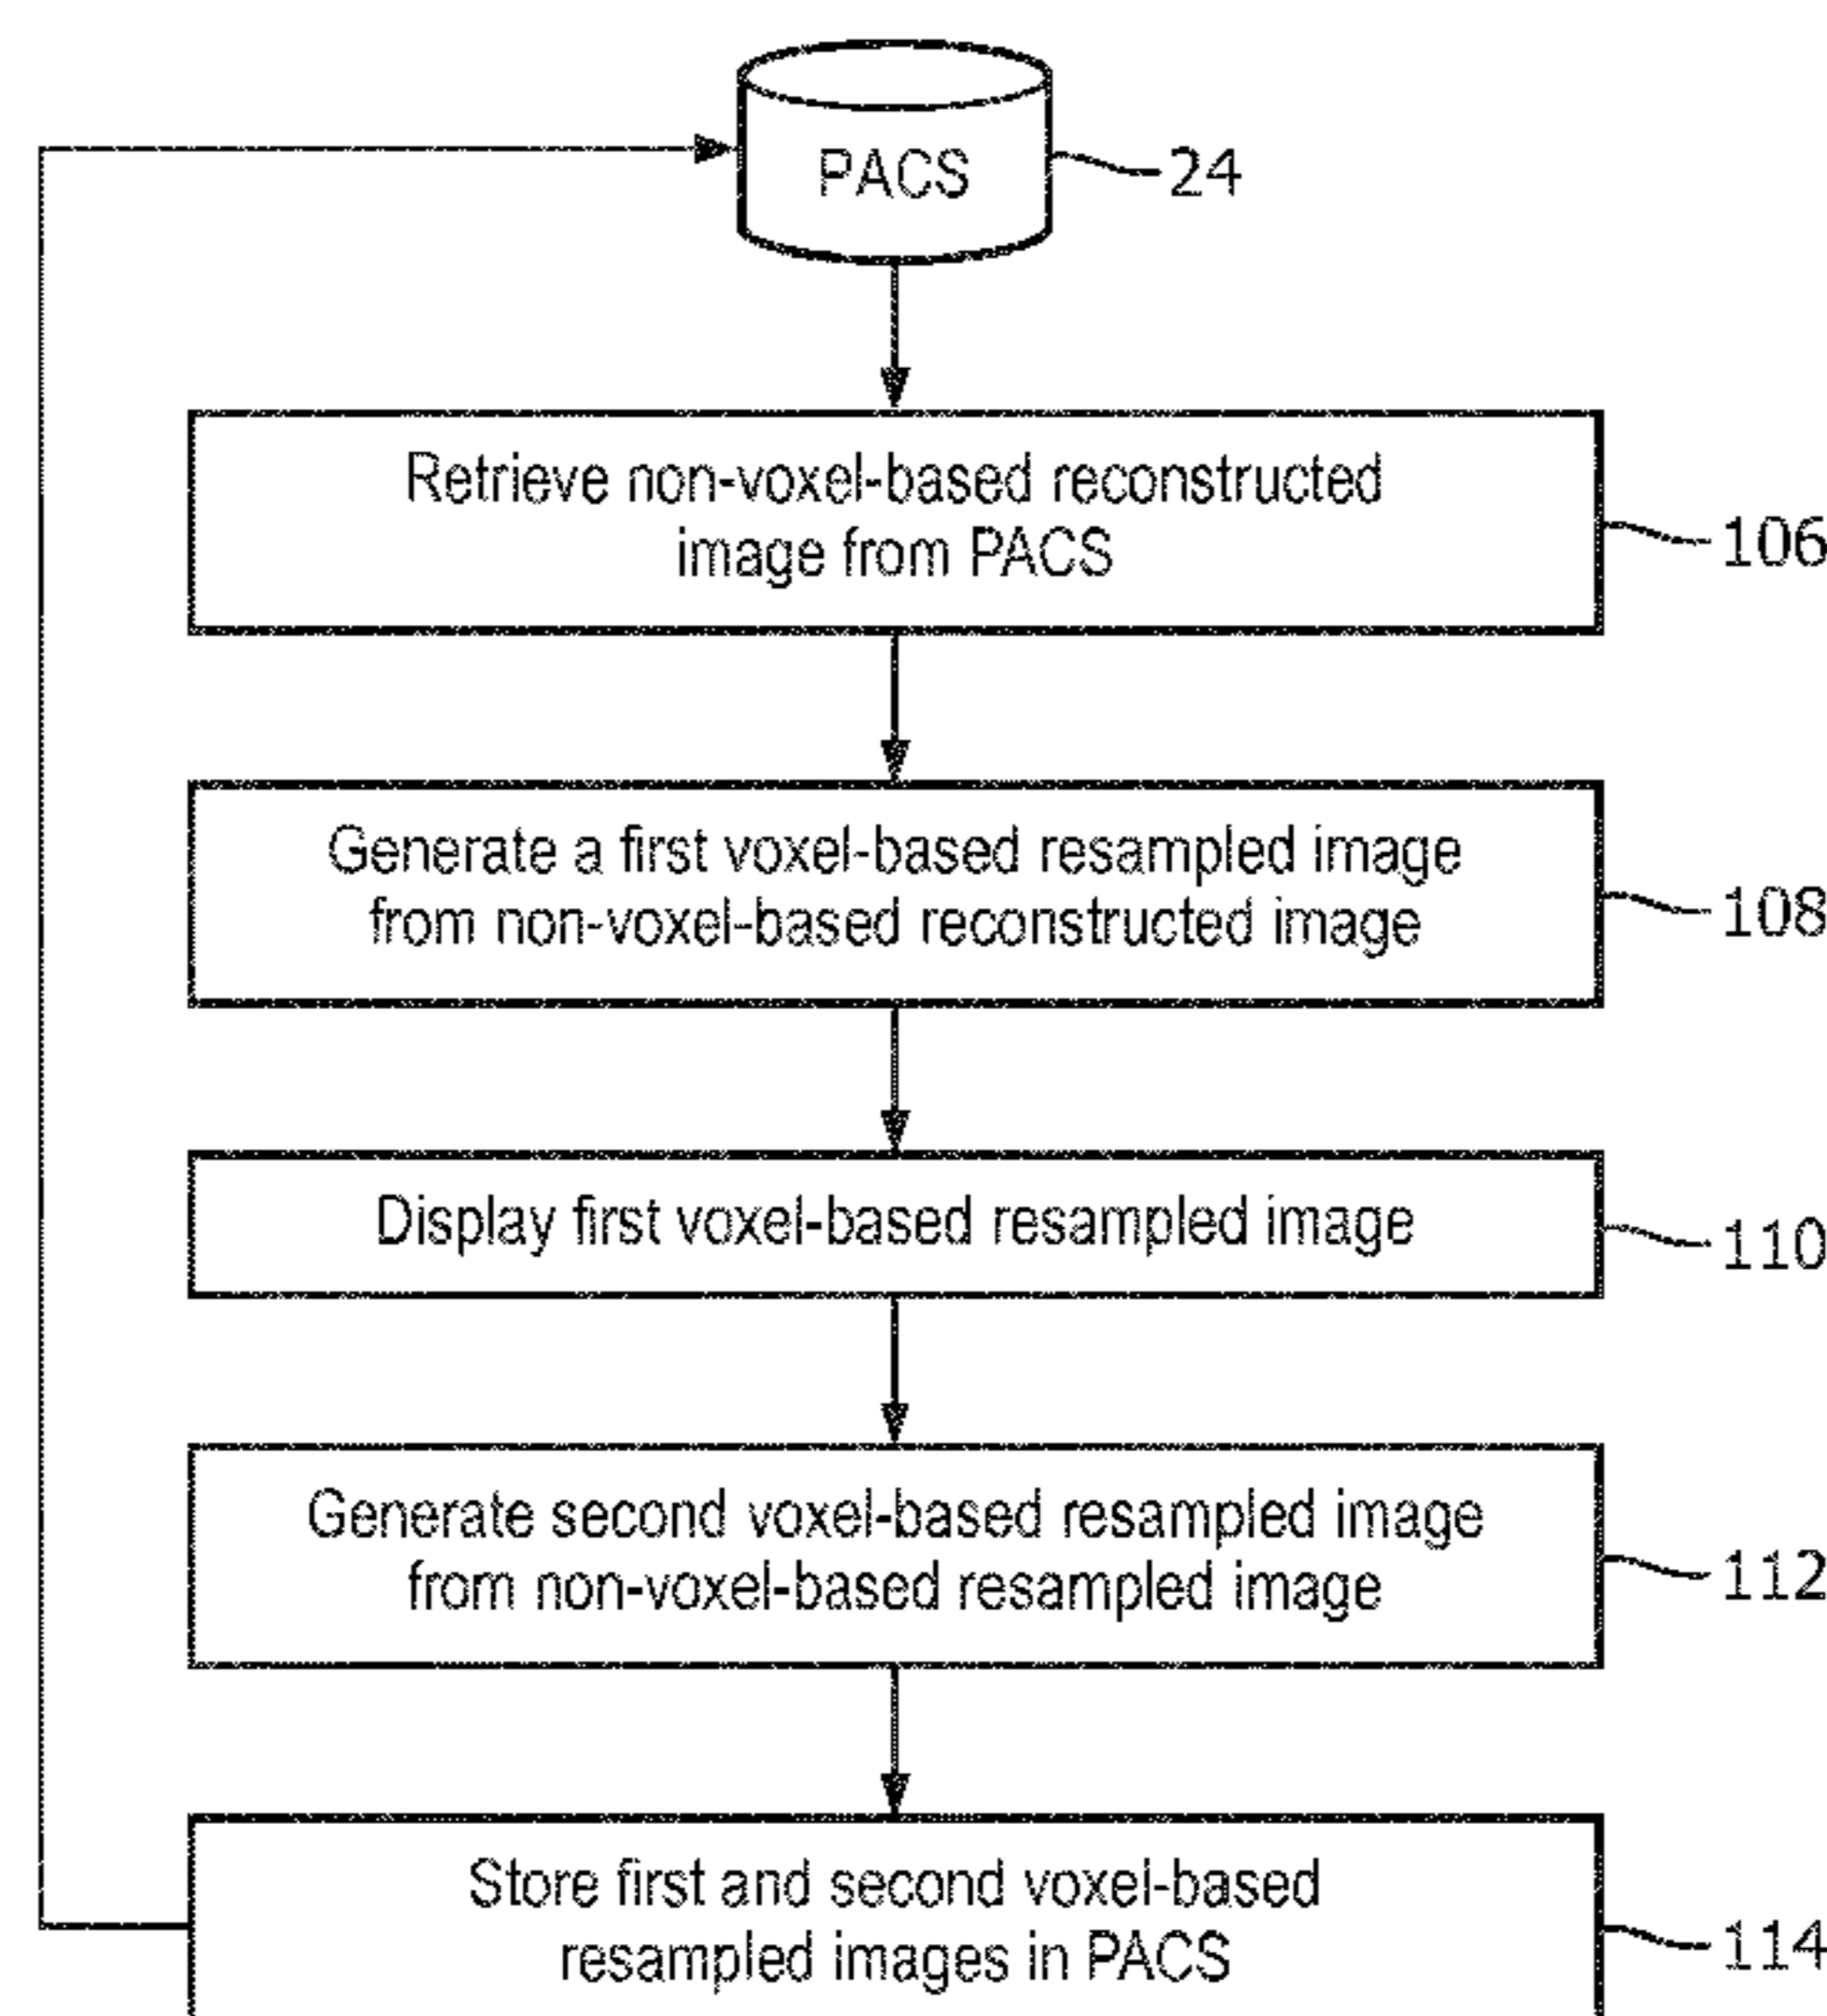 PACS
24
Retrieve non-voxel-based reconstructed
image from PACS
106
Generate a first voxel-based resampled image
from non-voxel-based reconstructed image
108
Display first voxel-based resampled image
110
Generate second voxel-based resampled image
from non-voxel-based resampled image
112
Store first and second voxel-based
resampled images in PACS
114